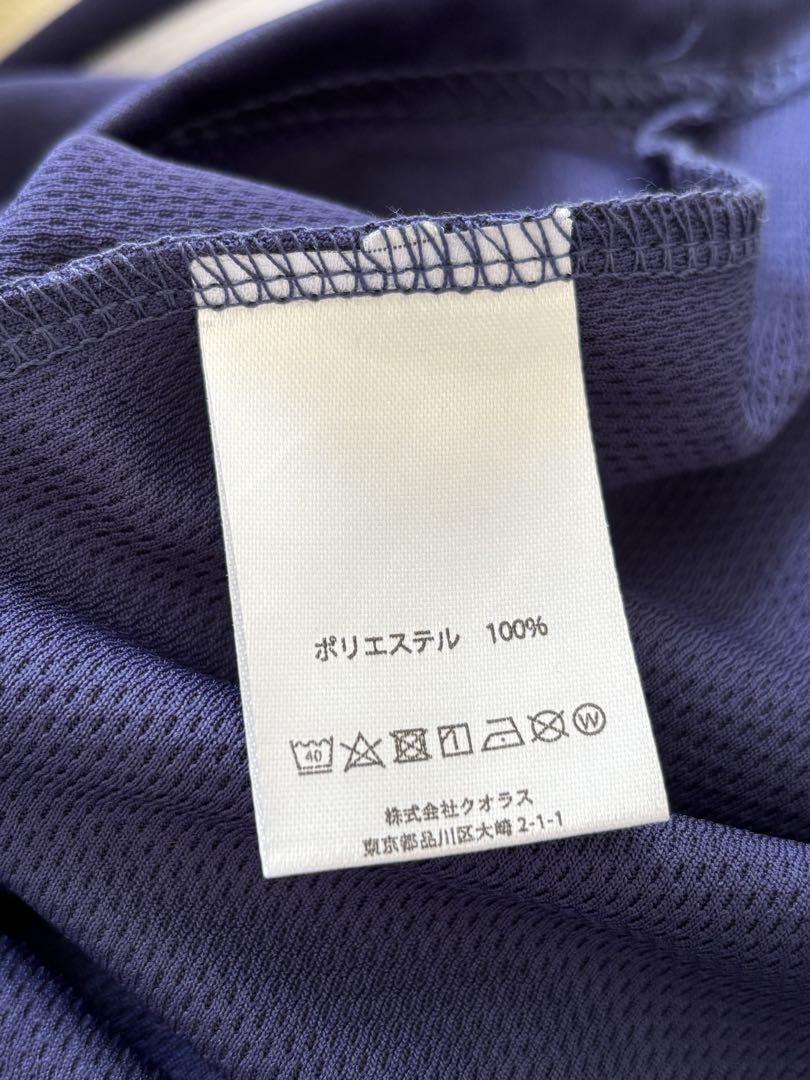 ポリエステル 100%
40 W
株式会社クオラス
東京都品川区大崎 2-1-1